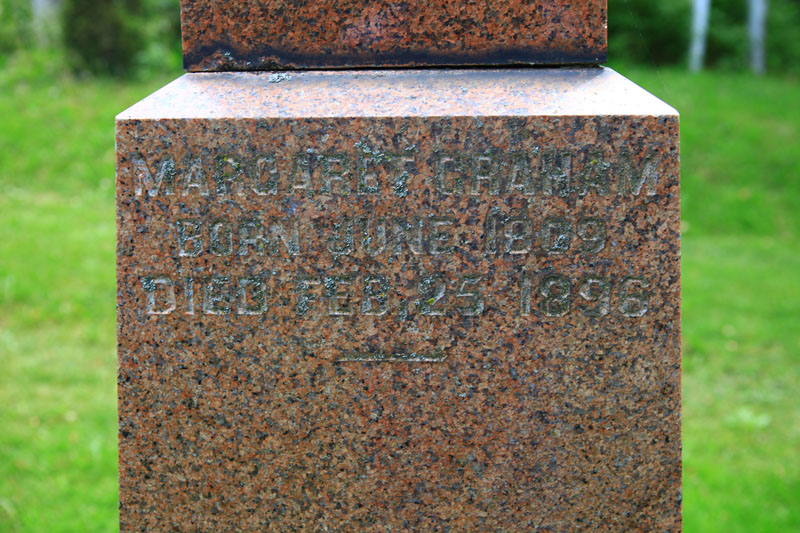 MARGARET GRAHAM
BORN JUNE 1809
DIED FEB, 25 1896